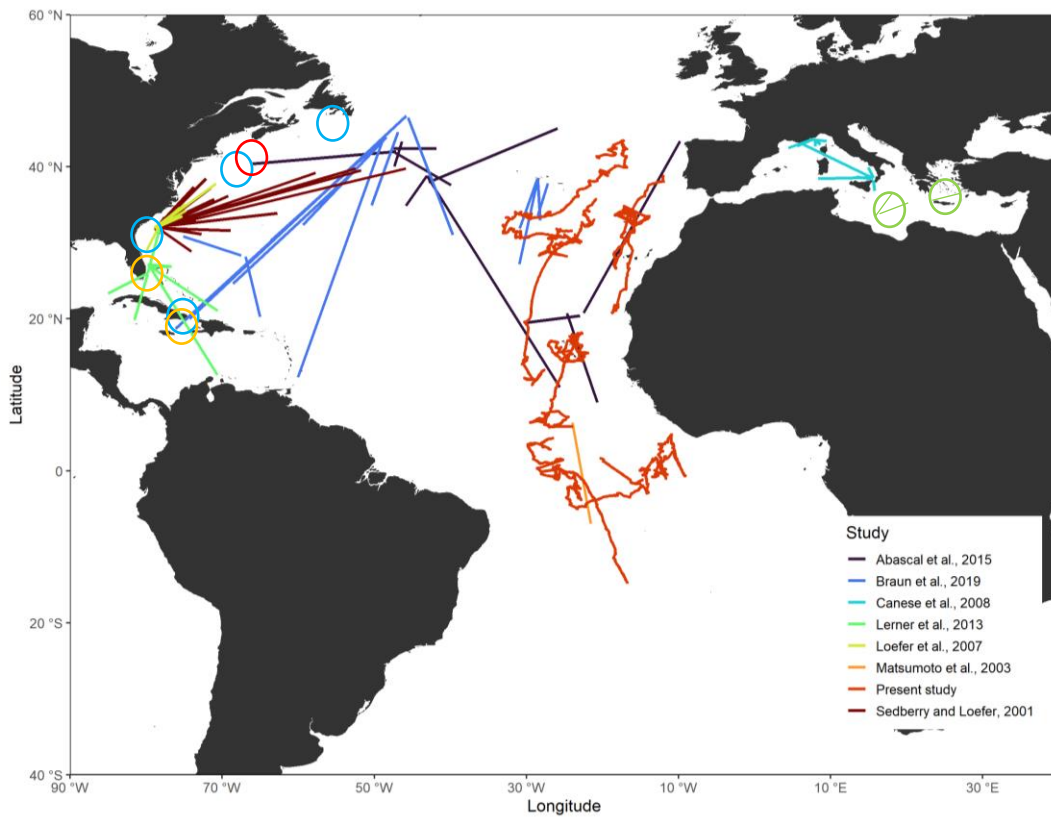 60 °N
40 °N
20 °N
0
20 °S
40 °S
Latitude
90 °W
70 °W
50 °W
30 °W
10 °W
10 °E
30 °E
Longitude
Study
Abascal et al., 2015
Braun et al., 2019
Canese et al., 2008
Lerner et al., 2013
Loefer et al., 2007
Matsumoto et al., 2003
Present study
Sedberry and Loefer, 2001